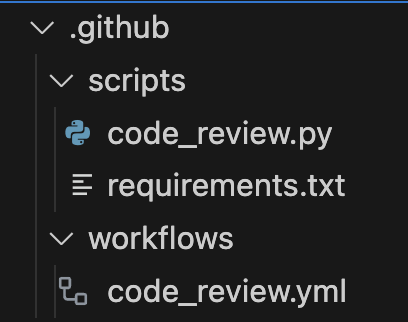 .github
scripts
code_review.py
requirements.txt
workflows
code_review.yml